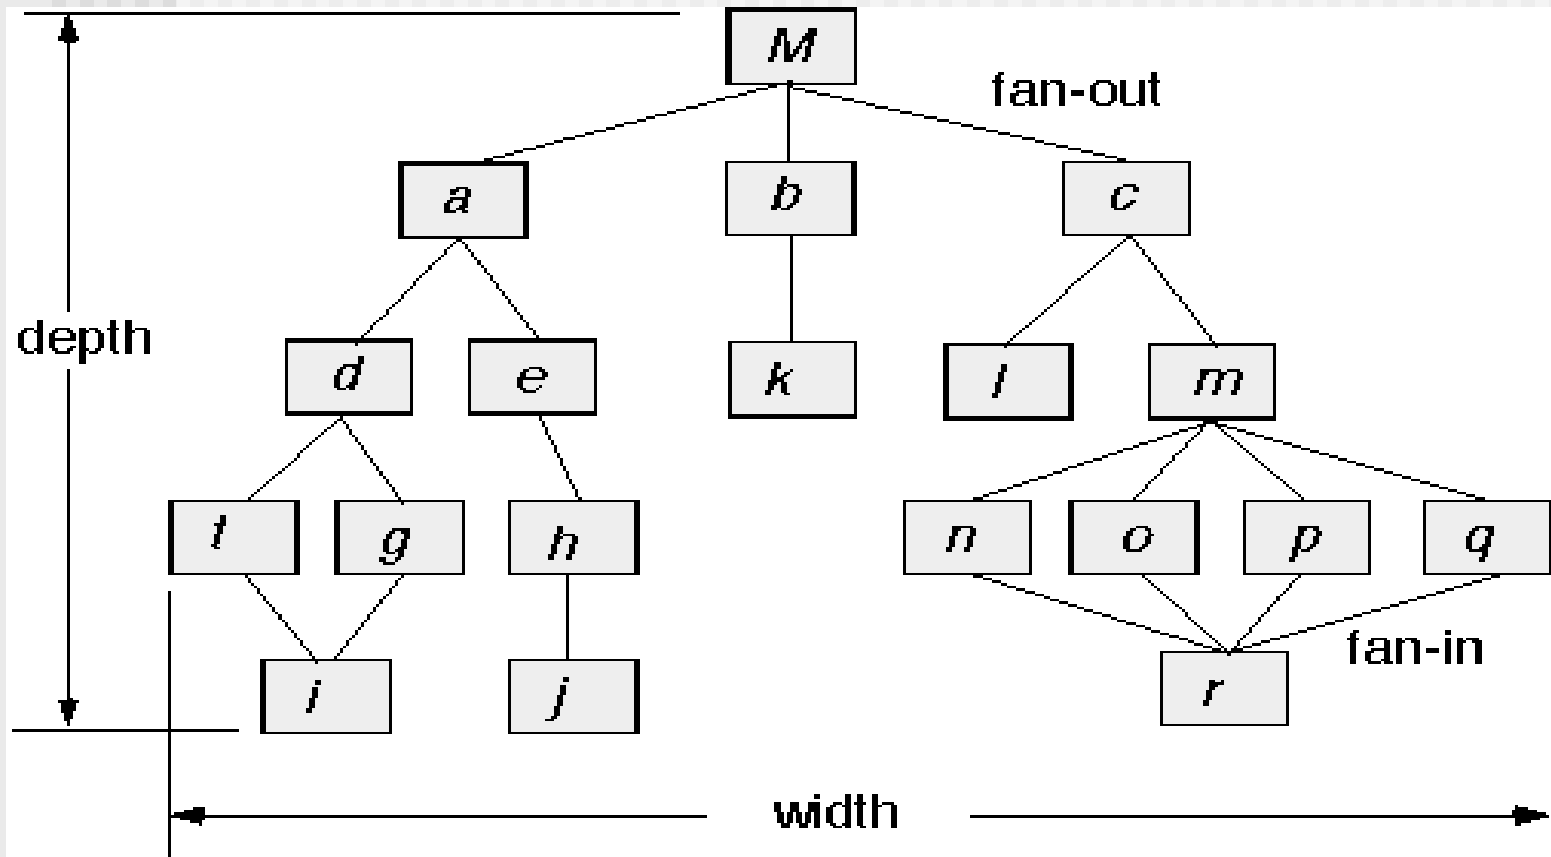 M
fan-out
a b c
depth
d e k l m
t g h n o p q
fan-in
i j r
width